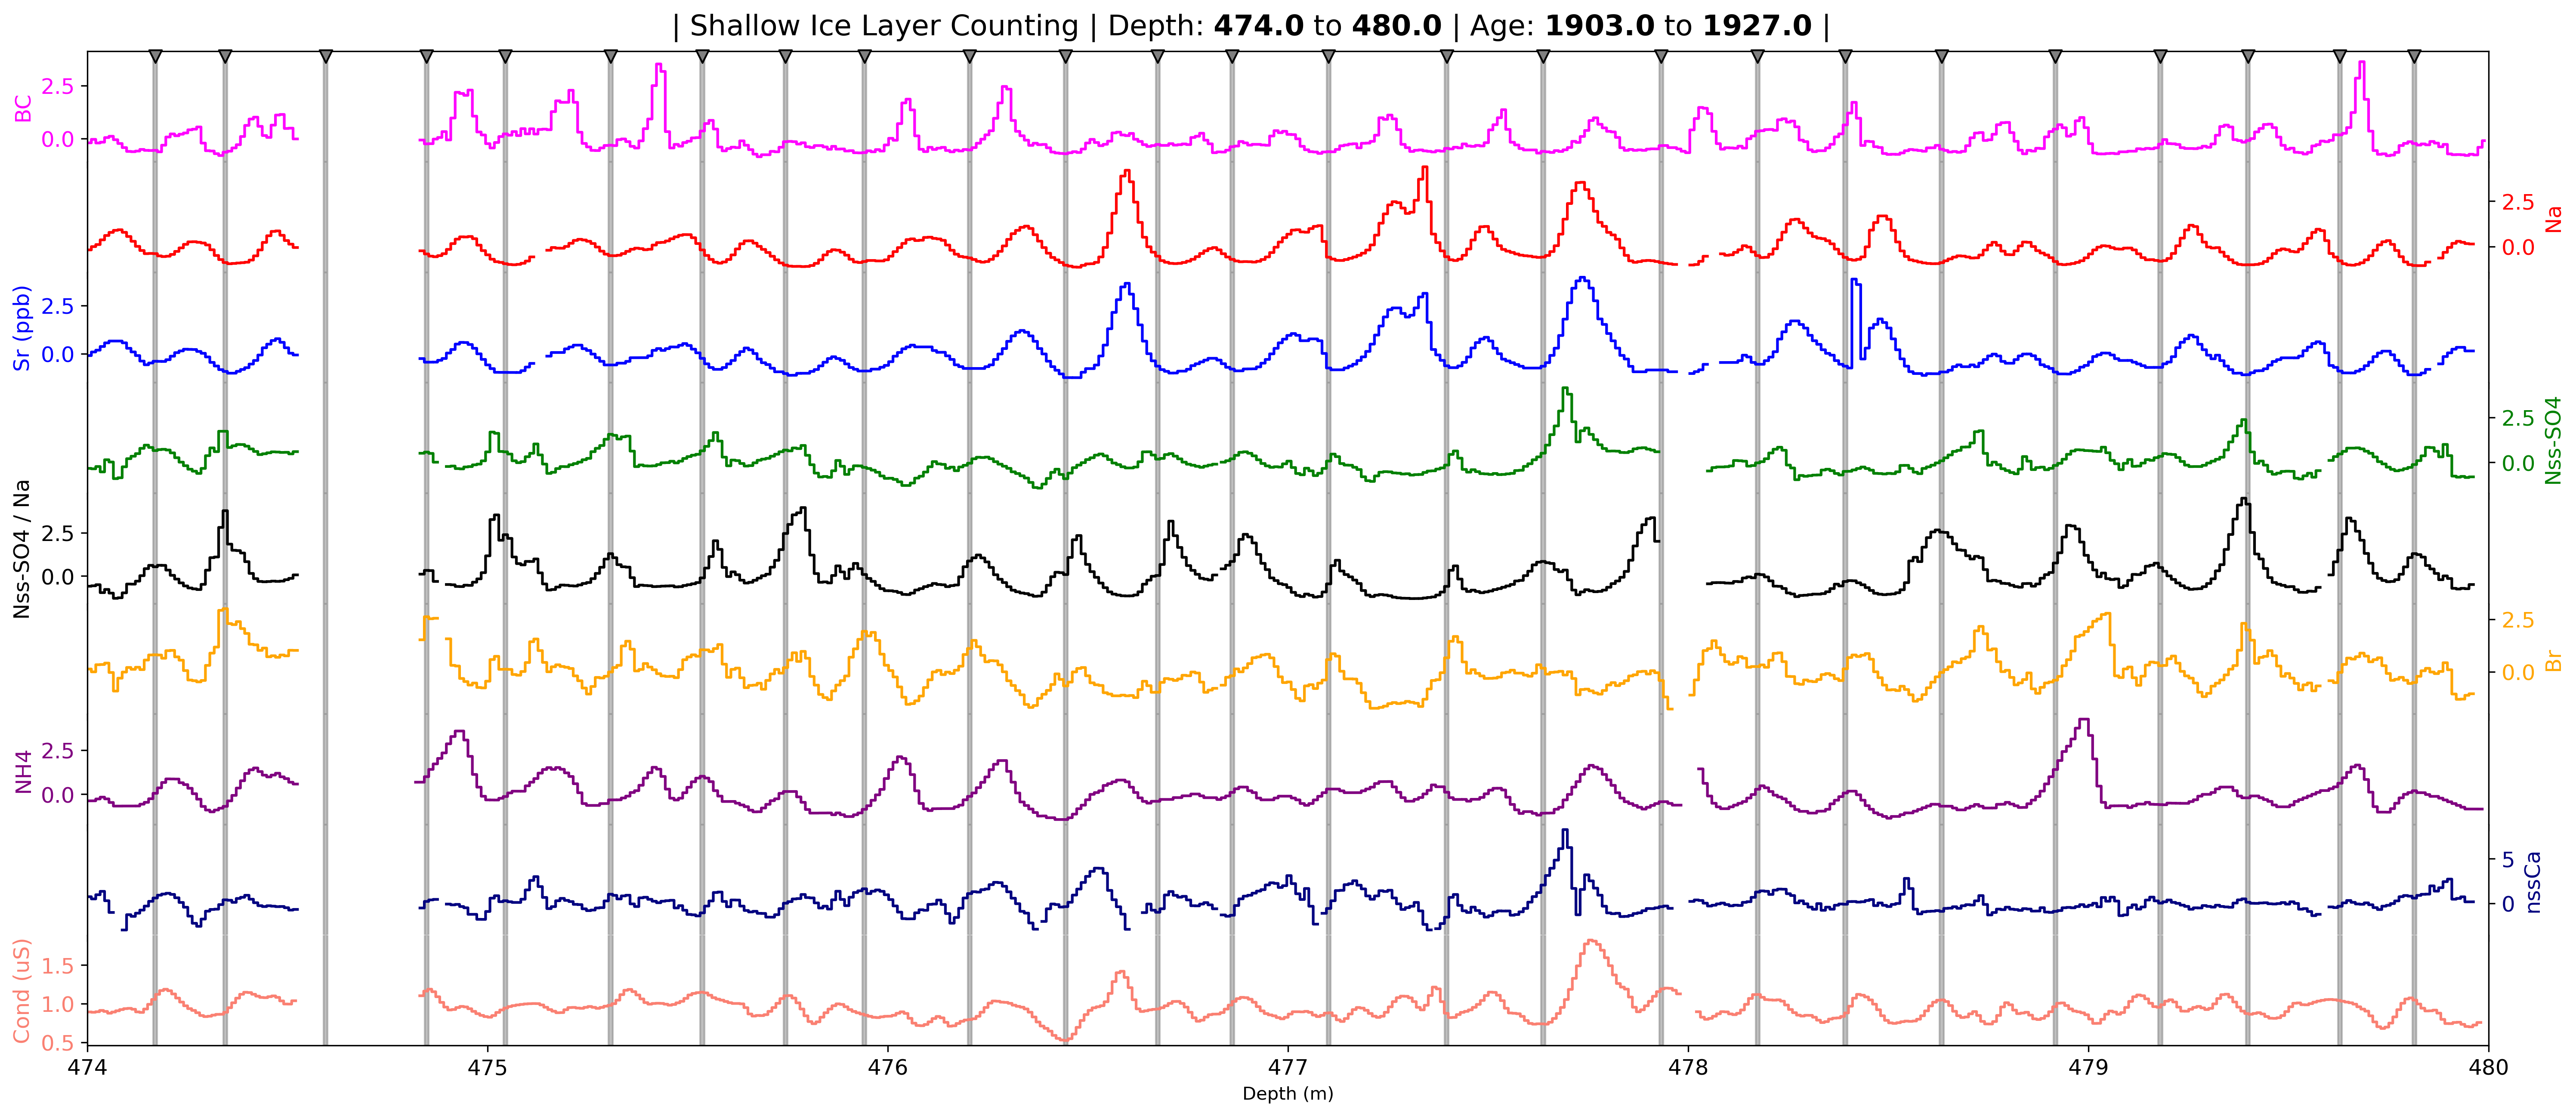 | Shallow Ice Layer Counting | Depth: 474.0 to 480.0 | Age: 1903.0 to 1927.0 |
BC
2.5
0.0
2.5
0.0
Na
Sr (ppb)
2.5
0.0
2.5
0.0
Nss-SO4
Nss-SO4 / Na
2.5
0.0
2.5
0.0
Br
NH4
2.5
0.0
5
0
nssCa
Cond (uS)
1.5
1.0
0.5
474 475 476 477 478 479 480
Depth (m)